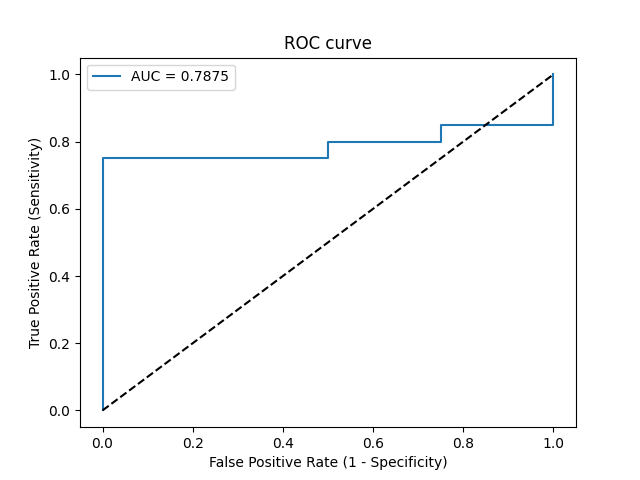 ROC curve
AUC = 0.7875
True Positive Rate (Sensitivity)
1.0
0.8
0.6
0.4
0.2
0.0
0.0 0.2 0.4 0.6 0.8 1.0
False Positive Rate (1 - Specificity)